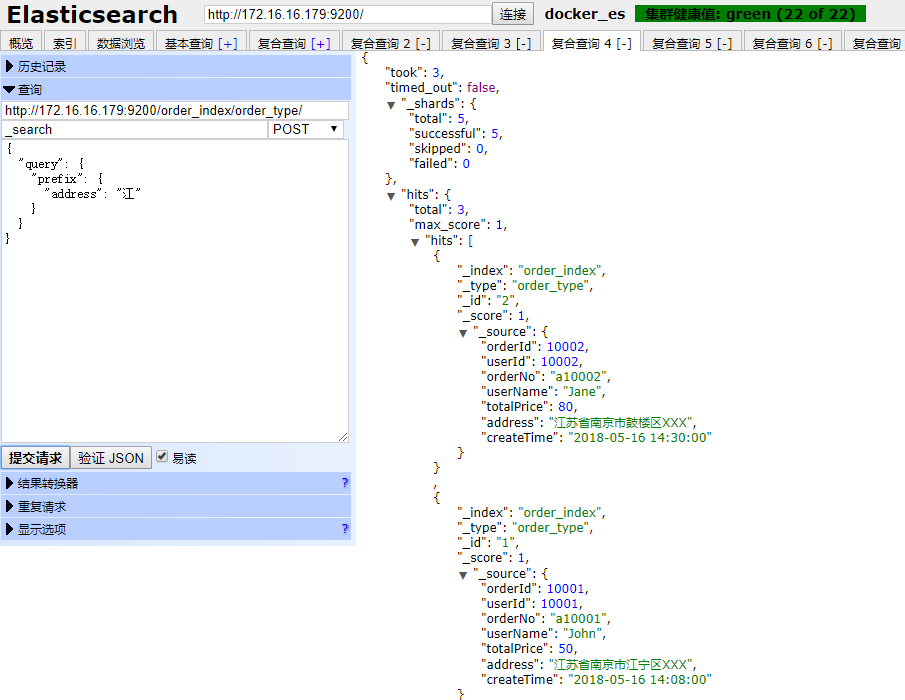 Elasticsearch http://172.16.16.179:9200/ 连接 docker_es 集群健康值: green (22 of 22)
概览 索引 数据浏览 基本查询 [+] 复合查询 [+] 复合查询 2 [-] 复合查询 3 [-] 复合查询 4 [-] 复合查询 5 [-] 复合查询 6 [-] 复合查询
历史记录
查询
http://172.16.16.179:9200/order_index/order_type/
_search POST
{
"query": {
"prefix": {
"address": "江"
}
}
}
提交请求 验证 JSON 易读
结果转换器 ?
重复请求
显示选项 ?
{
"took": 3,
"timed_out": false,
"_shards": {
"total": 5,
"successful": 5,
"skipped": 0,
"failed": 0
},
"hits": {
"total": 3,
"max_score": 1,
"hits": [
{
"_index": "order_index",
"_type": "order_type",
"_id": "2",
"_score": 1,
"_source": {
"orderId": 10002,
"userId": 10002,
"orderNo": "a10002",
"userName": "Jane",
"totalPrice": 80,
"address": "江苏省南京市鼓楼区XXX",
"createTime": "2018-05-16 14:30:00"
}
}
,
{
"_index": "order_index",
"_type": "order_type",
"_id": "1",
"_score": 1,
"_source": {
"orderId": 10001,
"userId": 10001,
"orderNo": "a10001",
"userName": "John",
"totalPrice": 50,
"address": "江苏省南京市江宁区XXX",
"createTime": "2018-05-16 14:08:00"
}